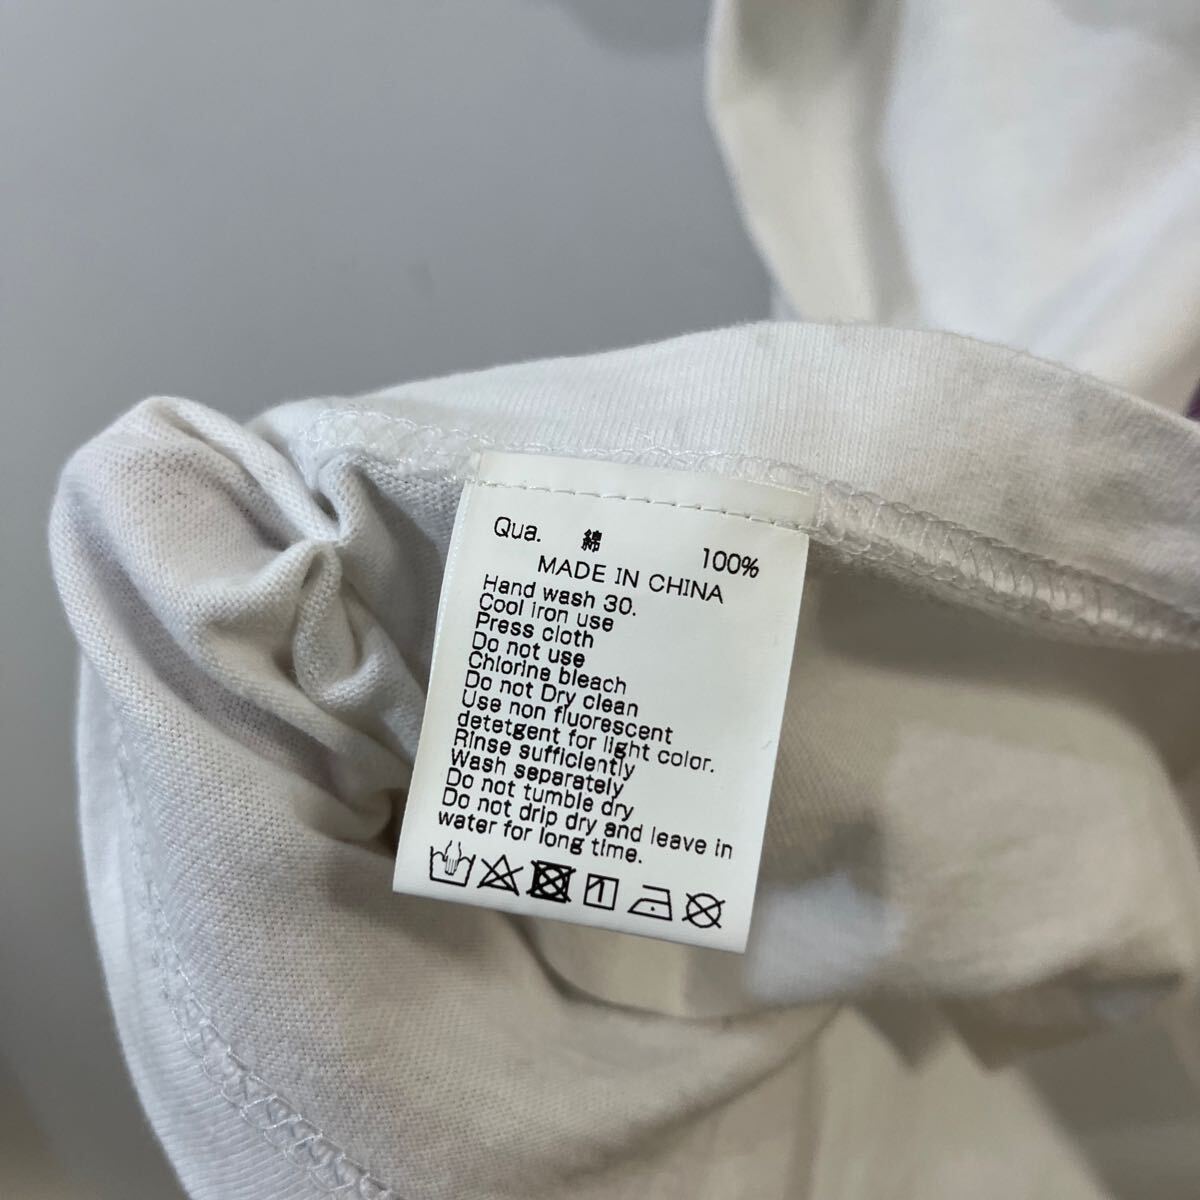 Qua. 綿 100%
MADE IN CHINA
Hand wash 30.
Cool iron use
Press cloth
Do not use
Chlorine bleach
Do not Dry clean
Use non fluorescent
detetgent for light color.
Rinse sufficiently
Wash separately
Do not tumble dry
Do not drip dry and leave in
water for long time.